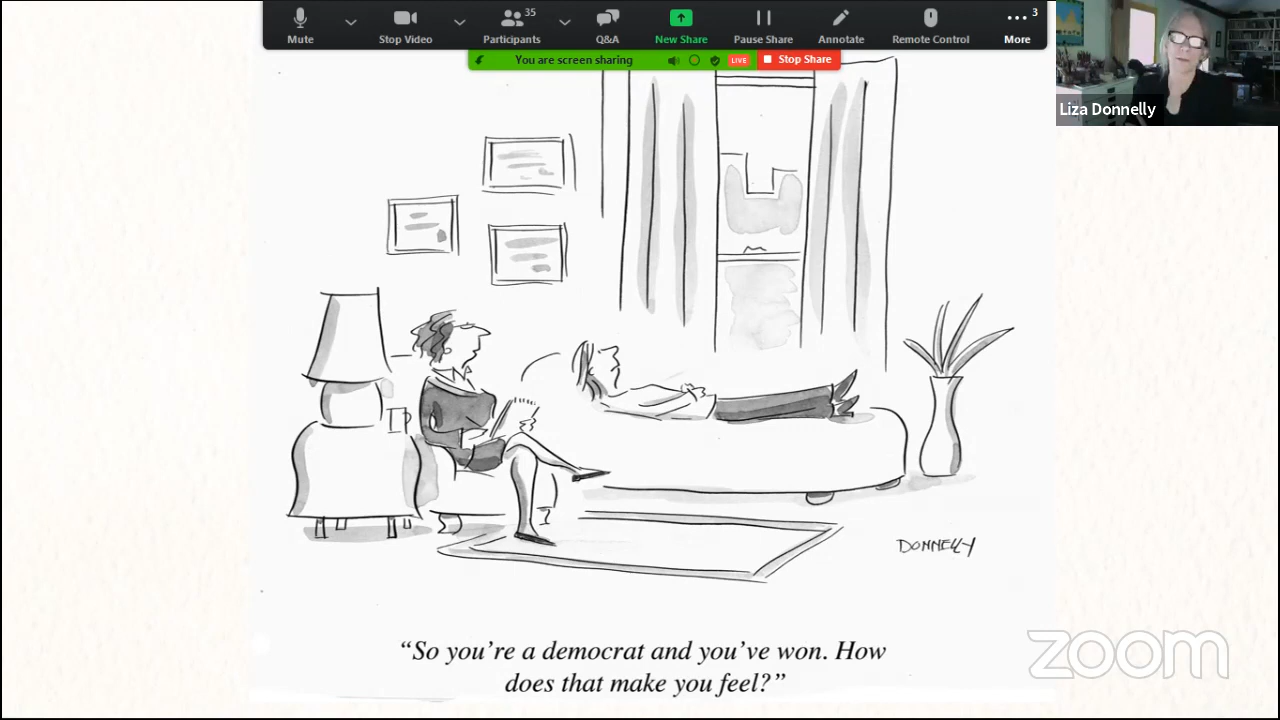 35
3
Mute
Stop Video
Participants
Q&A
New Share
Pause Share
Annotate
Remote Control
More
You are screen sharing
LIVE
Stop Share
Liza Donnelly
DONNELLY
“So you’re a democrat and you’ve won. How
does that make you feel?”
zoom